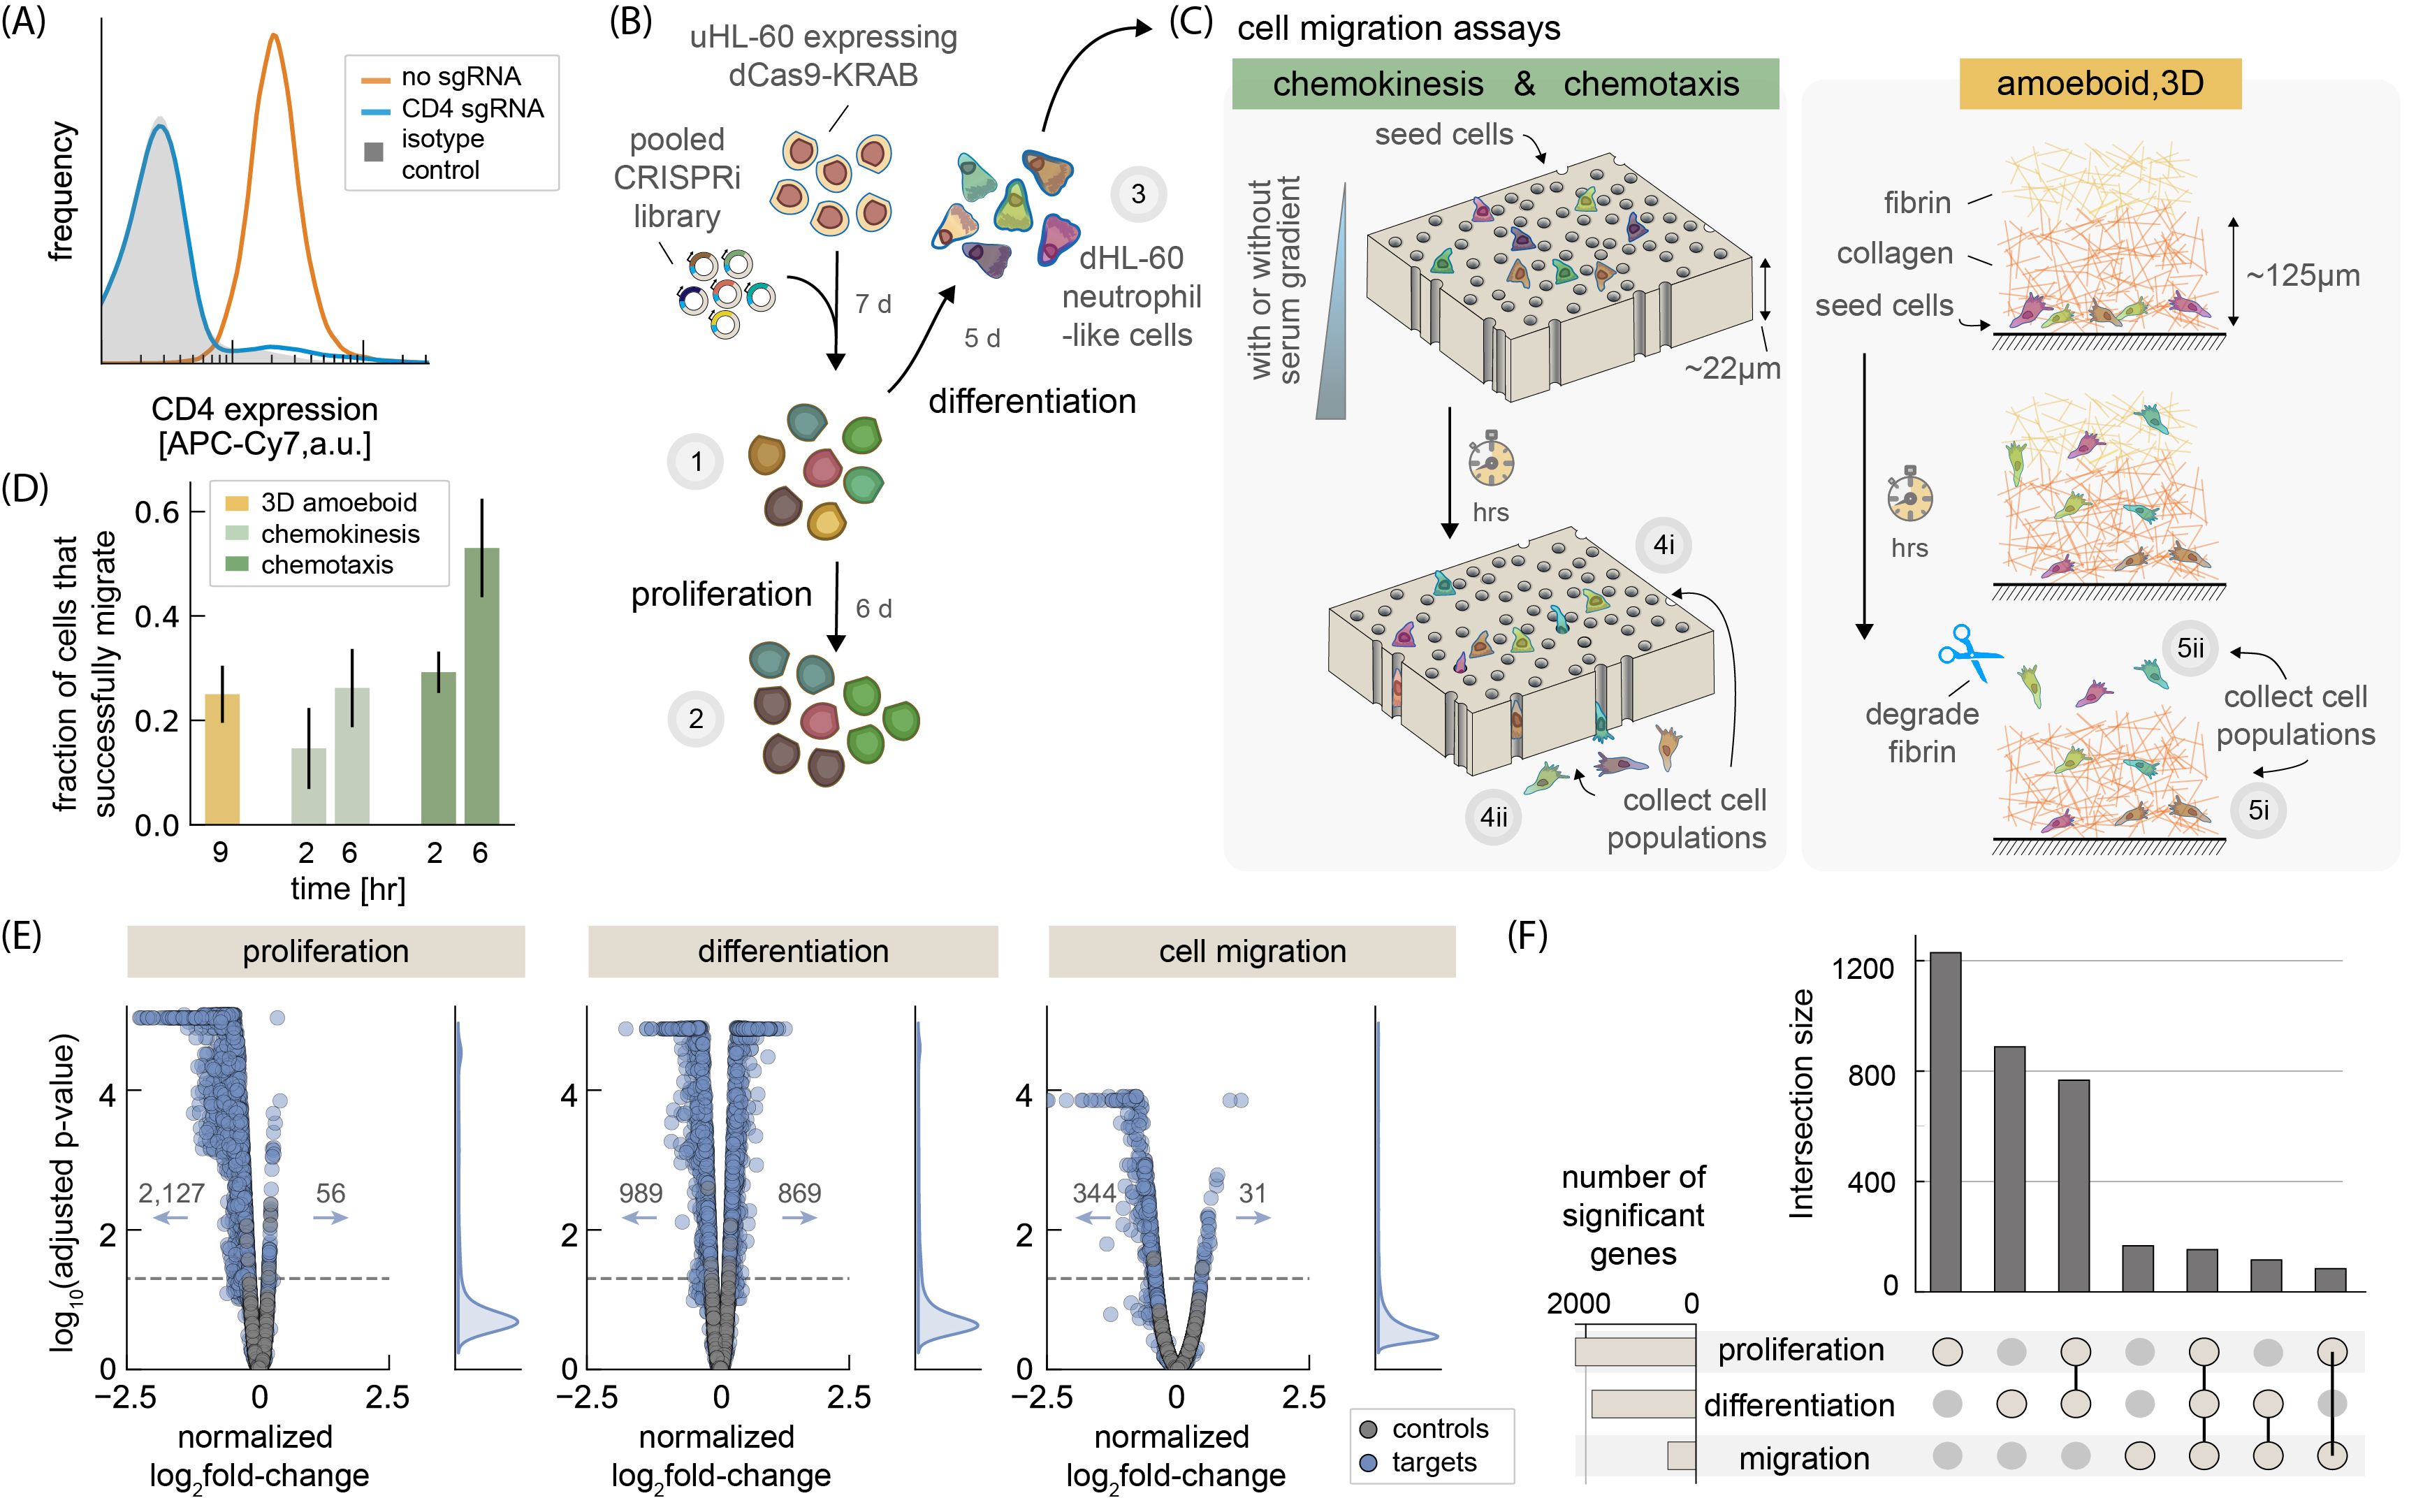 (A)
no sgRNA
CD4 sgRNA
isotype
control
frequency
CD4 expression
[APC-Cy7,a.u.]
(B)
uHL-60 expressing
dCas9-KRAB
pooled
CRISPRi
library
7 d
5 d
3
dHL-60
neutrophil
-like cells
differentiation
1
proliferation
6 d
2
(C)
cell migration assays
chemokinesis & chemotaxis
seed cells
with or without
serum gradient
~22µm
hrs
4i
4ii
collect cell
populations
amoeboid,3D
fibrin
collagen
seed cells
~125µm
hrs
5ii
degrade
fibrin
collect cell
populations
5i
(D)
3D amoeboid
chemokinesis
chemotaxis
fraction of cells that
successfully migrate
0.6
0.4
0.2
0.0
9
2
6
2
6
time [hr]
(E)
proliferation
differentiation
cell migration
log10(adjusted p-value)
4
2
0
2,127
56
−2.5
0
2.5
normalized
log2fold-change
4
2
0
989
869
−2.5
0
2.5
normalized
log2fold-change
4
2
0
344
31
−2.5
0
2.5
normalized
log2fold-change
controls
targets
(F)
Intersection size
1200
800
400
0
number of
significant
genes
2000
0
proliferation
differentiation
migration